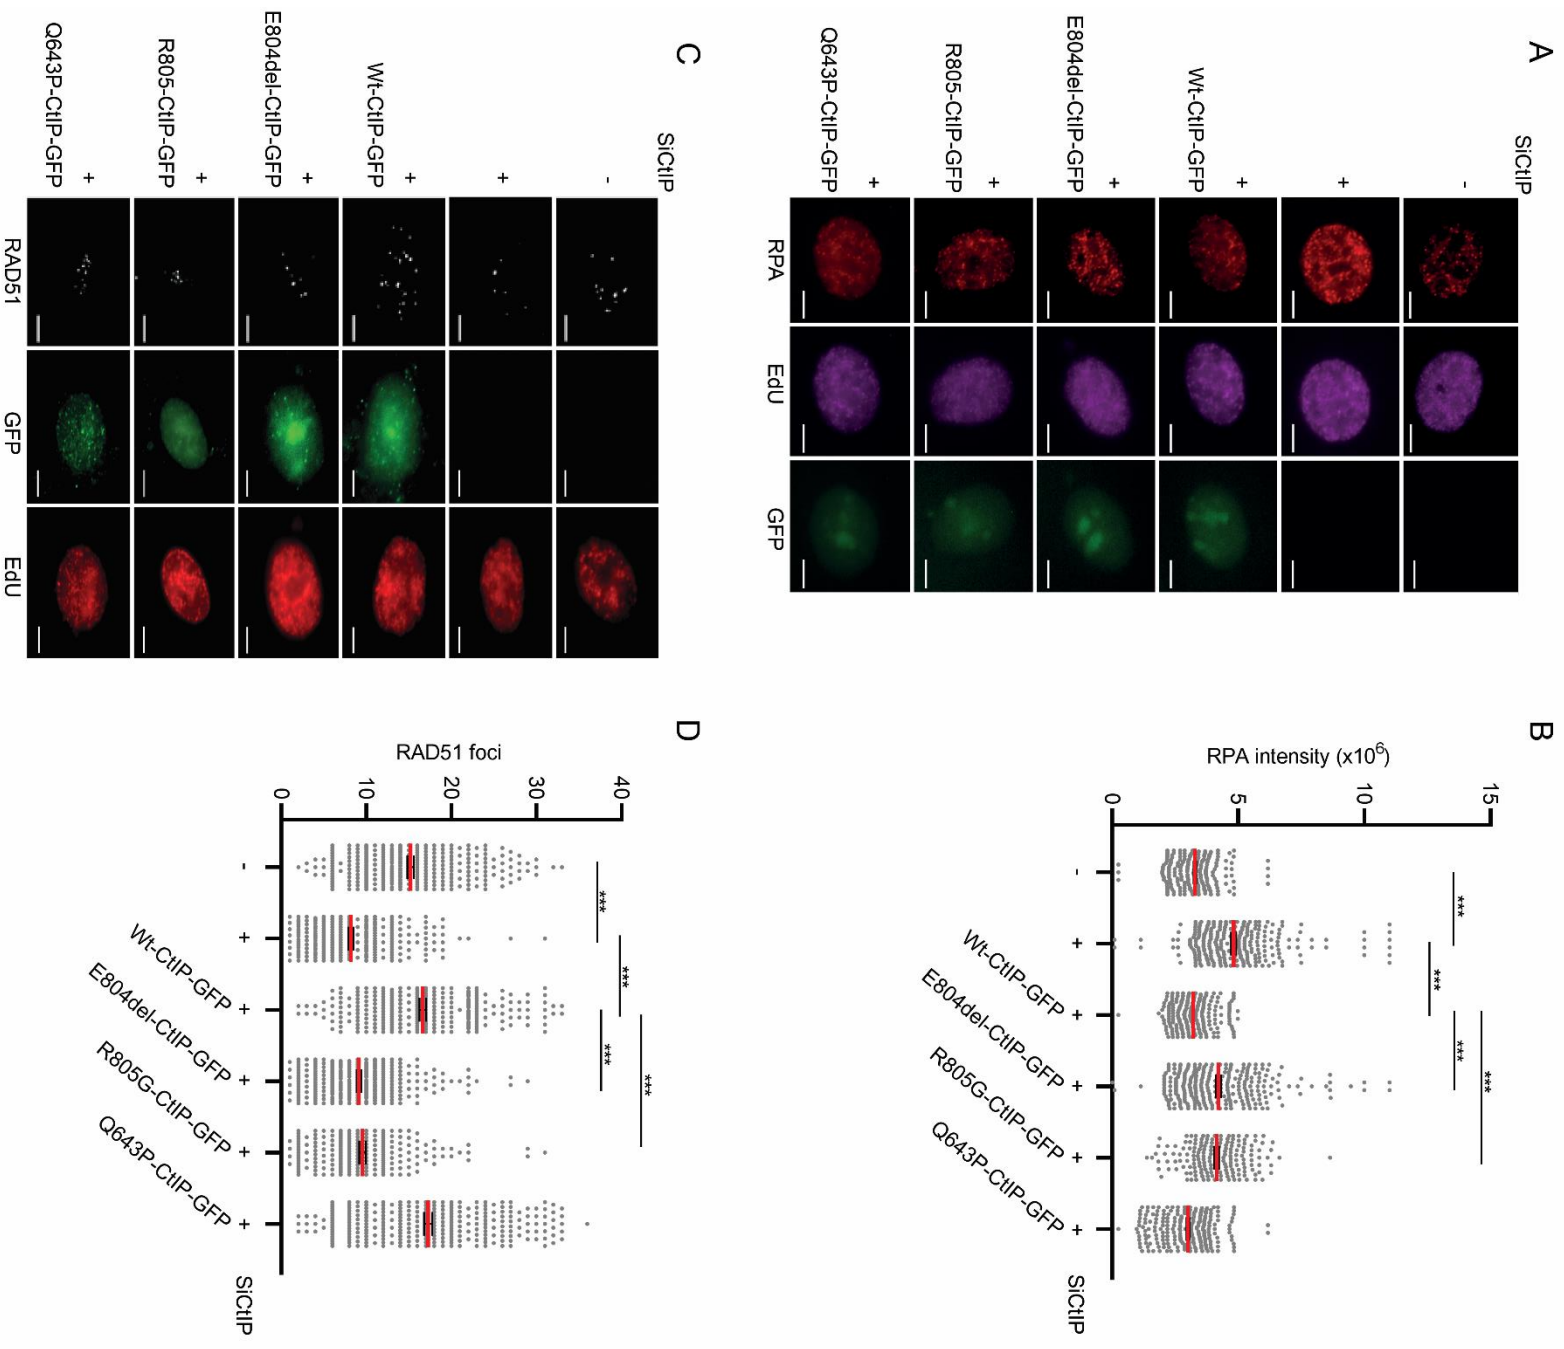 A
SiCtIP
-
+
Wt-CtIP-GFP +
E804del-CtIP-GFP +
R805-CtIP-GFP +
Q643P-CtIP-GFP +
RPA EdU GFP
B
RPA intensity (x10⁶)
15
10
5
0
***
***
***
***
- + + + + + SiCtIP
Wt-CtIP-GFP
E804del-CtIP-GFP
R805G-CtIP-GFP
Q643P-CtIP-GFP
C
SiCtIP
-
+
Wt-CtIP-GFP +
E804del-CtIP-GFP +
R805-CtIP-GFP +
Q643P-CtIP-GFP +
RAD51 GFP EdU
D
RAD51 foci
40
30
20
10
0
***
***
***
***
- + + + + + SiCtIP
Wt-CtIP-GFP
E804del-CtIP-GFP
R805G-CtIP-GFP
Q643P-CtIP-GFP